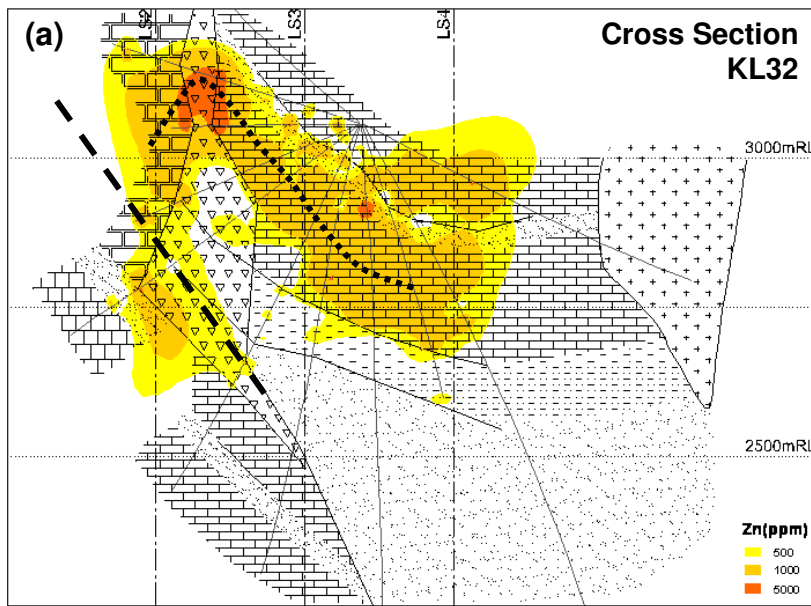 (a)
LS2
LS3
LS4
Cross Section
KL32
3000mRL
2500mRL
Zn(ppm)
500
1000
5000